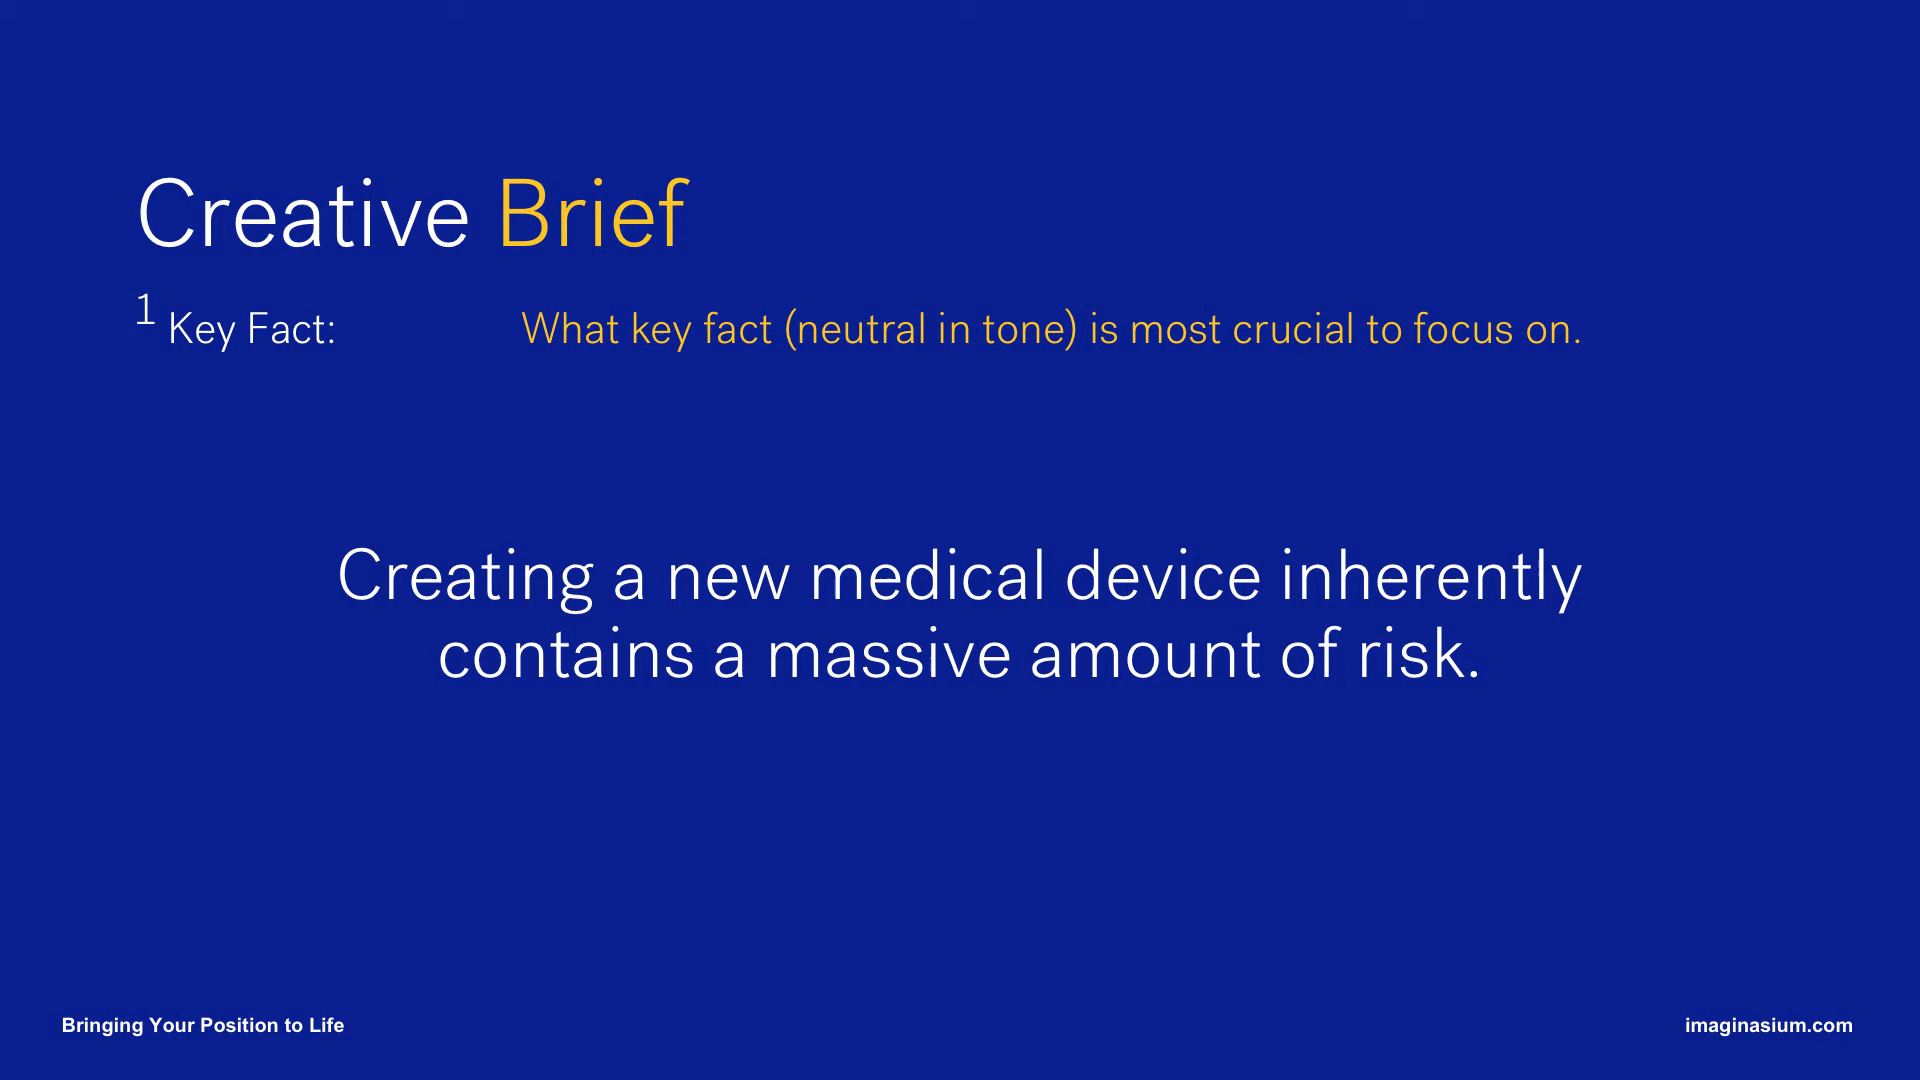 Creative Brief
1 Key Fact: What key fact (neutral in tone) is most crucial to focus on.
Creating a new medical device inherently
contains a massive amount of risk.
Bringing Your Position to Life
imaginasium.com